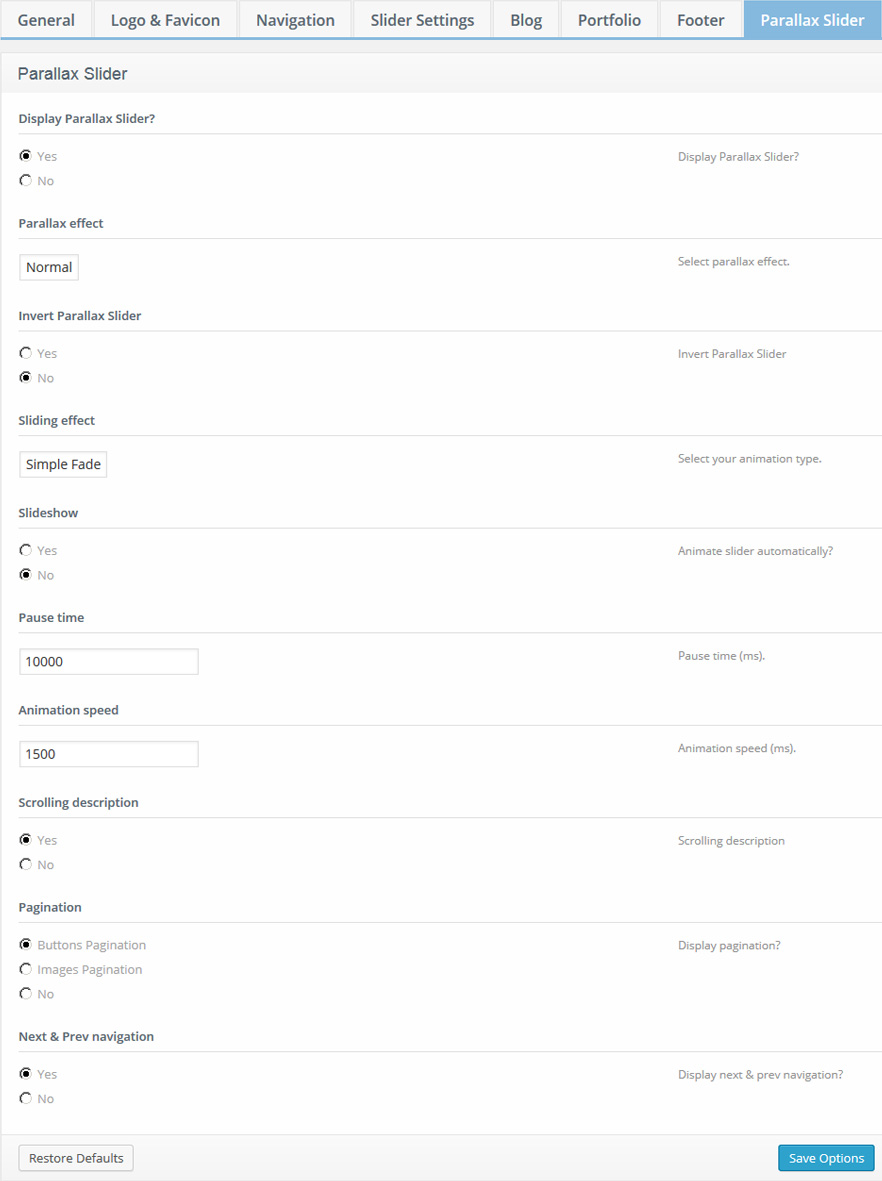 General Logo & Favicon Navigation Slider Settings Blog Portfolio Footer Parallax Slider
Parallax Slider
Display Parallax Slider?
Yes Display Parallax Slider?
No
Parallax effect
Normal Select parallax effect.
Invert Parallax Slider
Yes Invert Parallax Slider
No
Sliding effect
Simple Fade Select your animation type.
Slideshow
Yes Animate slider automatically?
No
Pause time
10000 Pause time (ms).
Animation speed
1500 Animation speed (ms).
Scrolling description
Yes Scrolling description
No
Pagination
Buttons Pagination Display pagination?
Images Pagination
No
Next & Prev navigation
Yes Display next & prev navigation?
No
Restore Defaults Save Options